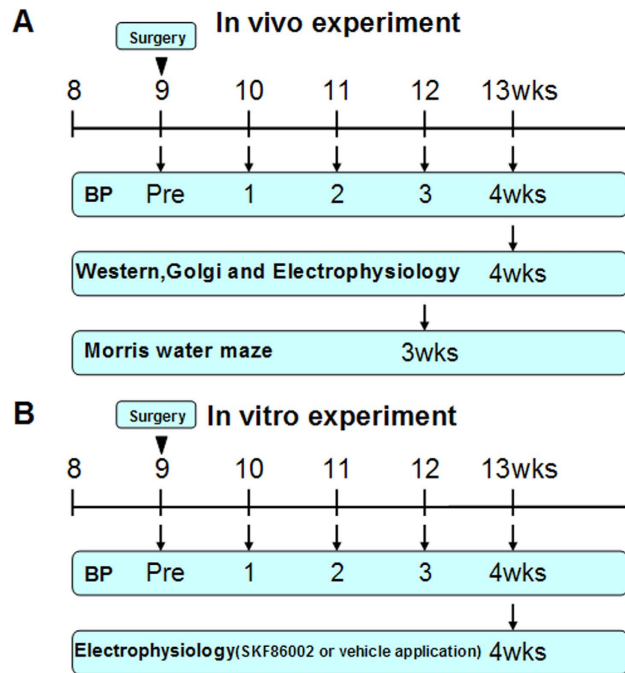 A In vivo experiment
Surgery
8 9 10 11 12 13wks
BP Pre 1 2 3 4wks
Western,Golgi and Electrophysiology 4wks
Morris water maze 3wks
B In vitro experiment
Surgery
8 9 10 11 12 13wks
BP Pre 1 2 3 4wks
Electrophysiology(SKF86002 or vehicle application) 4wks